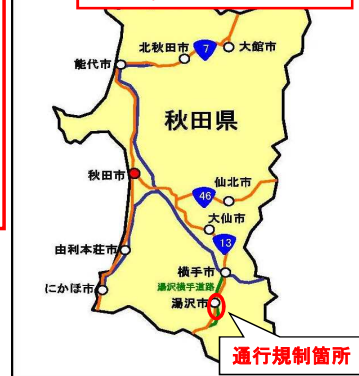 北秋田市
7
大館市
能代市
秋田県
秋田市
仙北市
46
大仙市
13
由利本荘市
横手市
にかほ市
湯沢横手道路
湯沢市
通行規制箇所